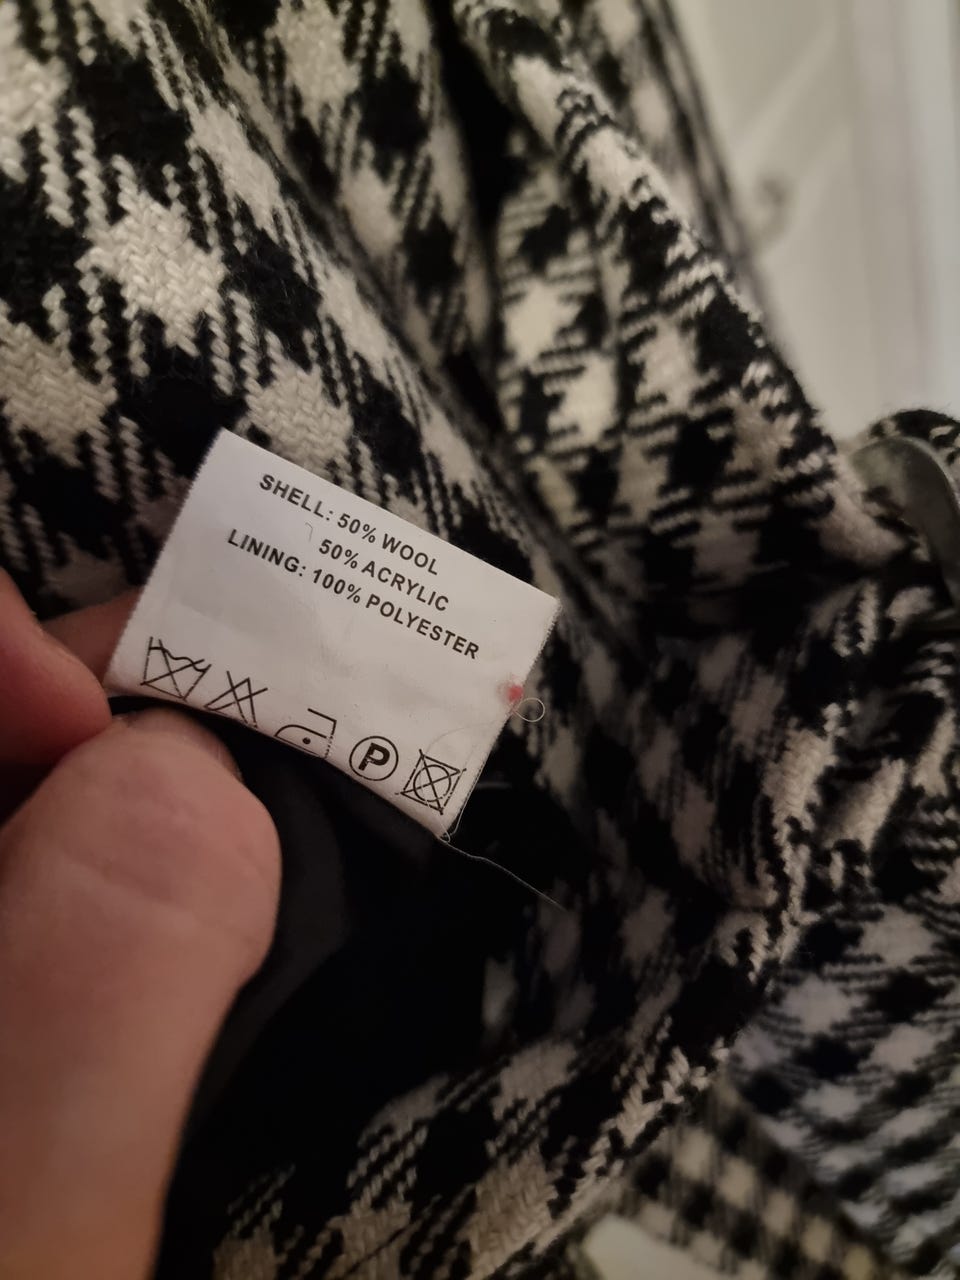 SHELL: 50% WOOL
50% ACRYLIC
LINING: 100% POLYESTER
P